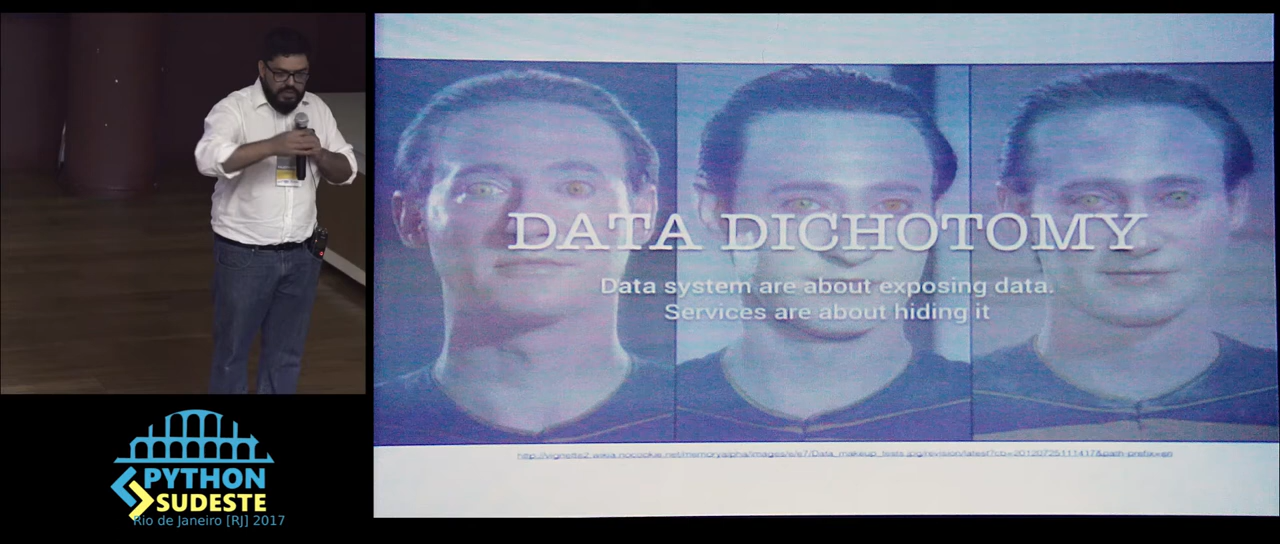 DATA DICHOTOMY
Data system are about exposing data.
Services are about hiding it
PYTHON
SUDESTE
Rio de Janeiro [RJ] 2017